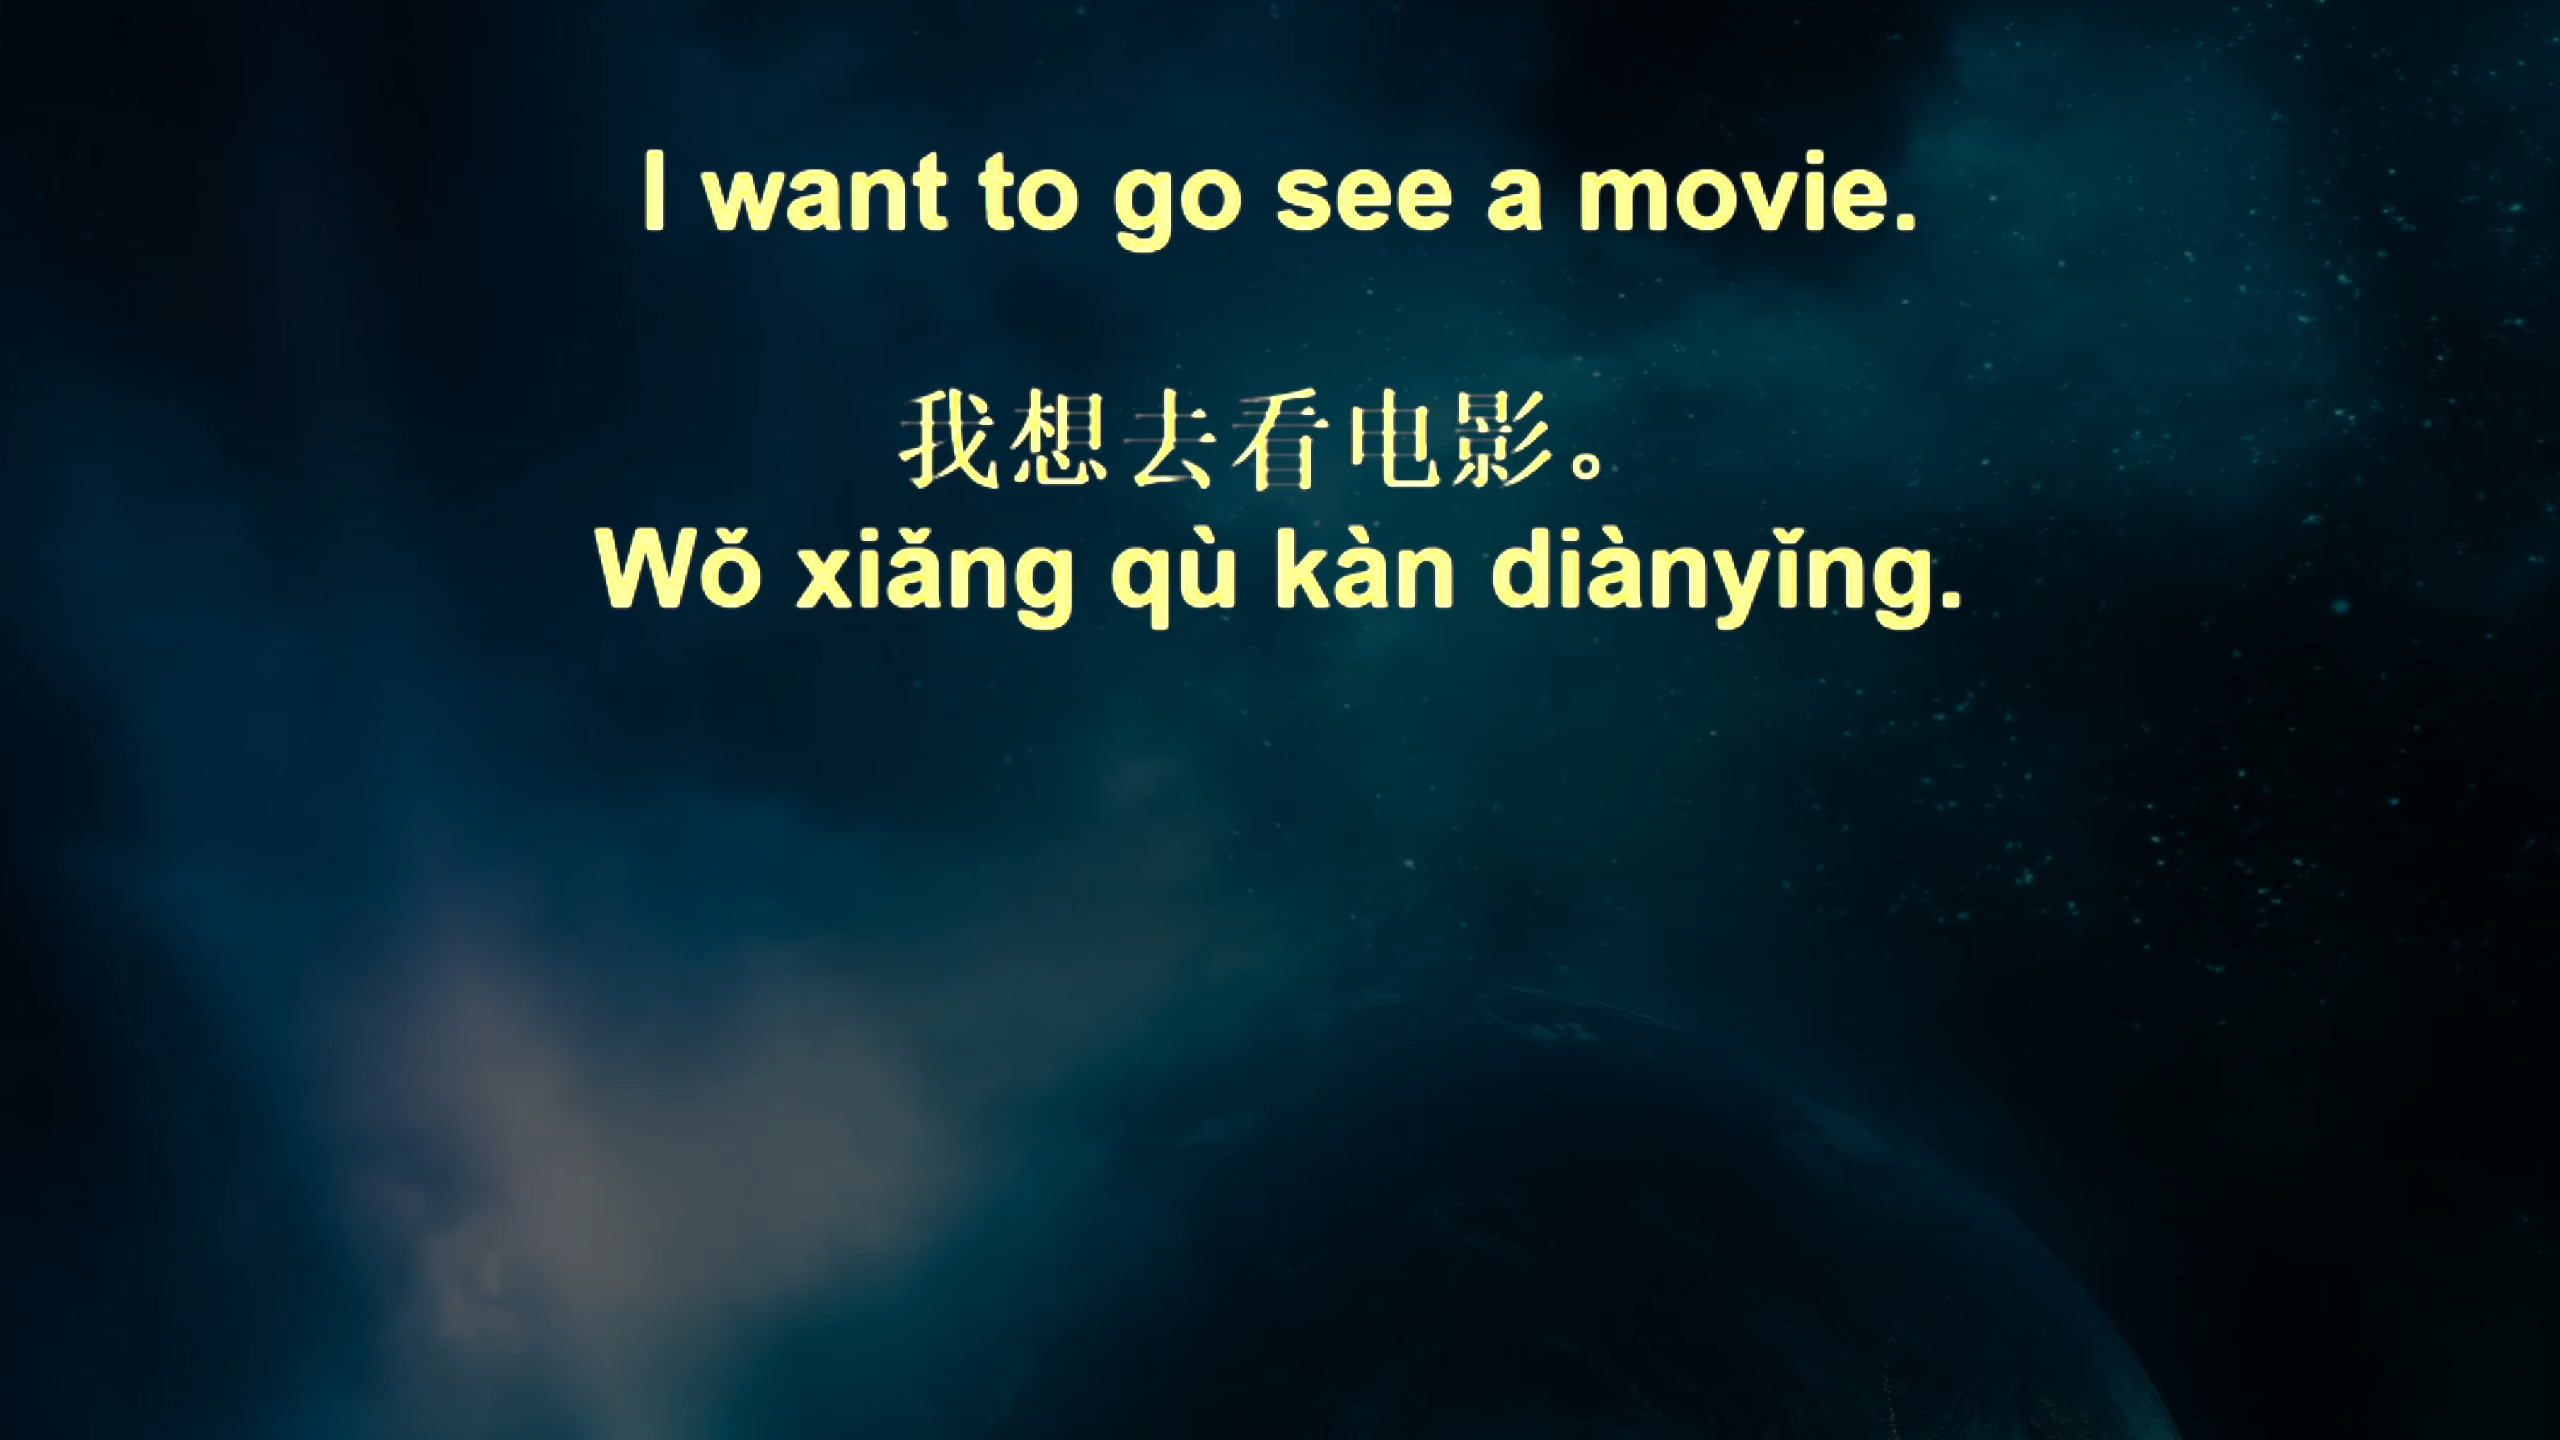 I want to go see a movie.
我想去看电影。
Wǒ xiǎng qù kàn diànyǐng.